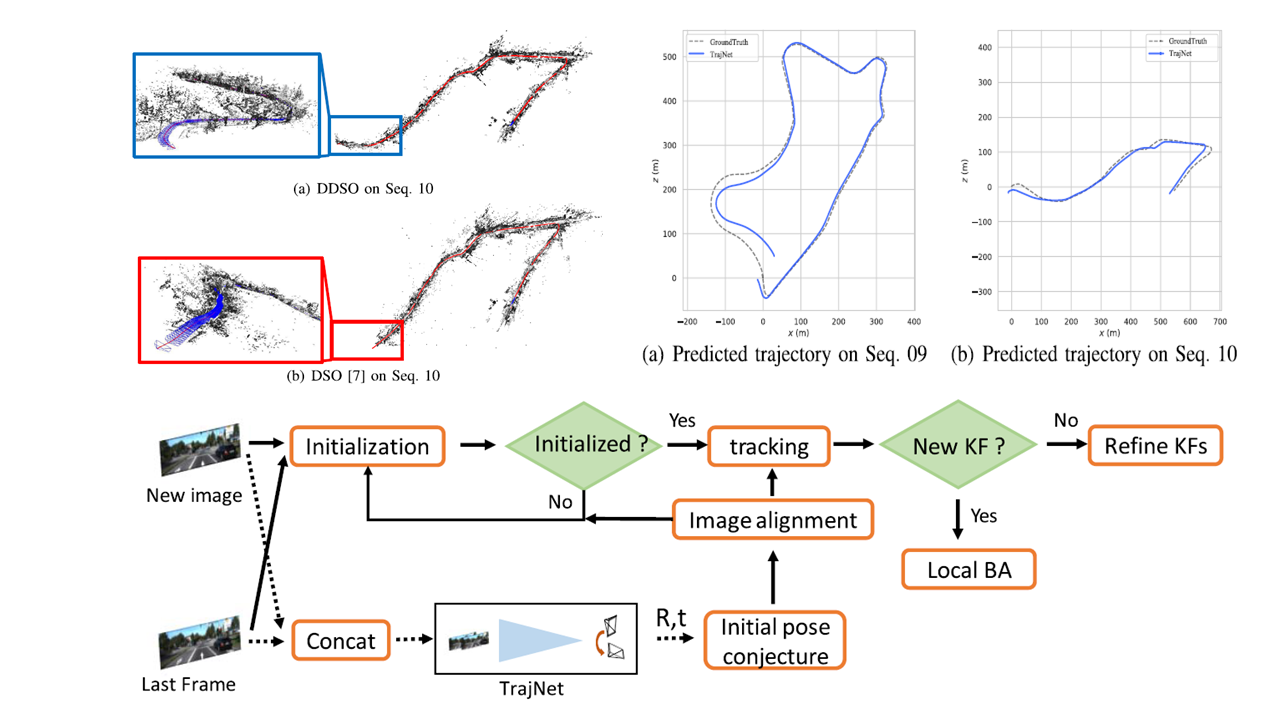 (a) DDSO on Seq. 10
(b) DSO [7] on Seq. 10
GroundTruth
TrajNet
500
400
300
200
100
0
z (m)
−200
−100
0
100
200
300
400
x (m)
(a) Predicted trajectory on Seq. 09
GroundTruth
TrajNet
400
300
200
100
0
−100
−200
−300
z (m)
0
100
200
300
400
500
600
700
x (m)
(b) Predicted trajectory on Seq. 10
New image
Initialization
Initialized ?
Yes
No
tracking
New KF ?
No
Refine KFs
Yes
Local BA
Image alignment
Last Frame
Concat
TrajNet
R,t
Initial pose
conjecture